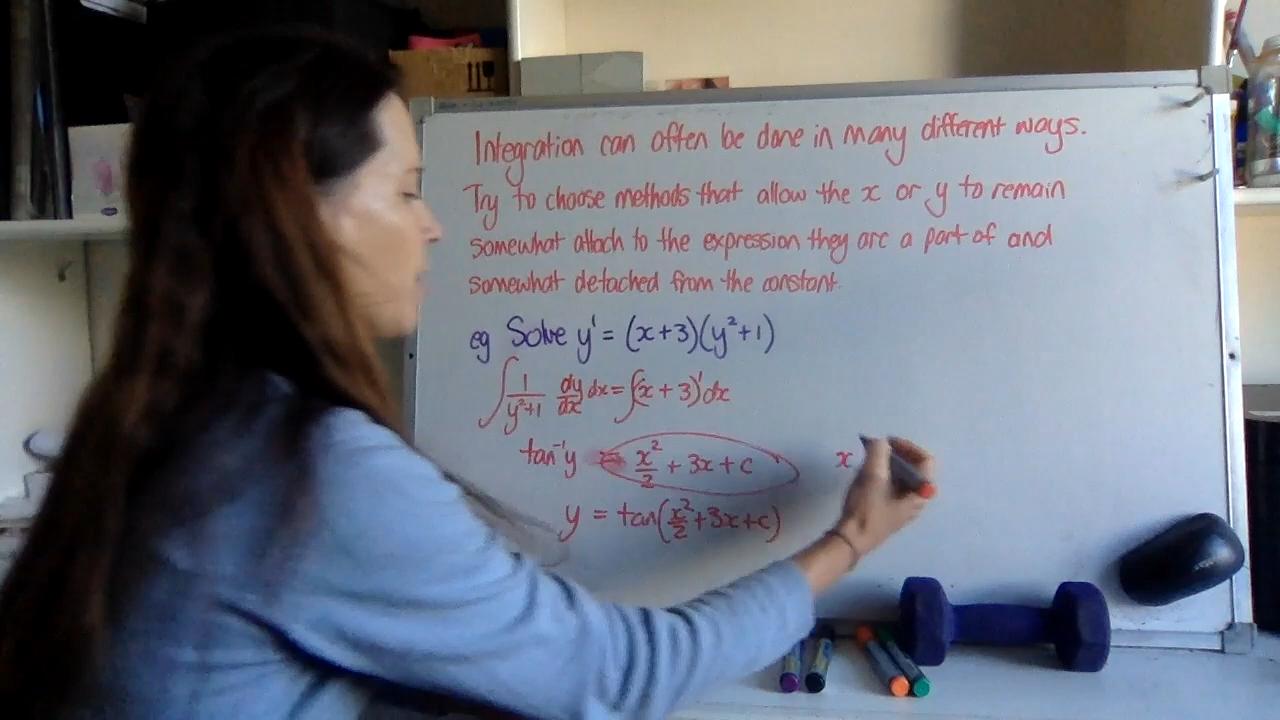 Integration can often be done in many different ways.
Try to choose methods that allow the x or y to remain
somewhat attach to the expression they are a part of and
somewhat detached from the constant.
eg Solve y' = (x+3)(y²+1)
∫ 1/(y²+1) dy/dx dx = ∫(x + 3)' dx
tan⁻¹y = x²/2 + 3x + c
x
y = tan(x²/2+3x+c)